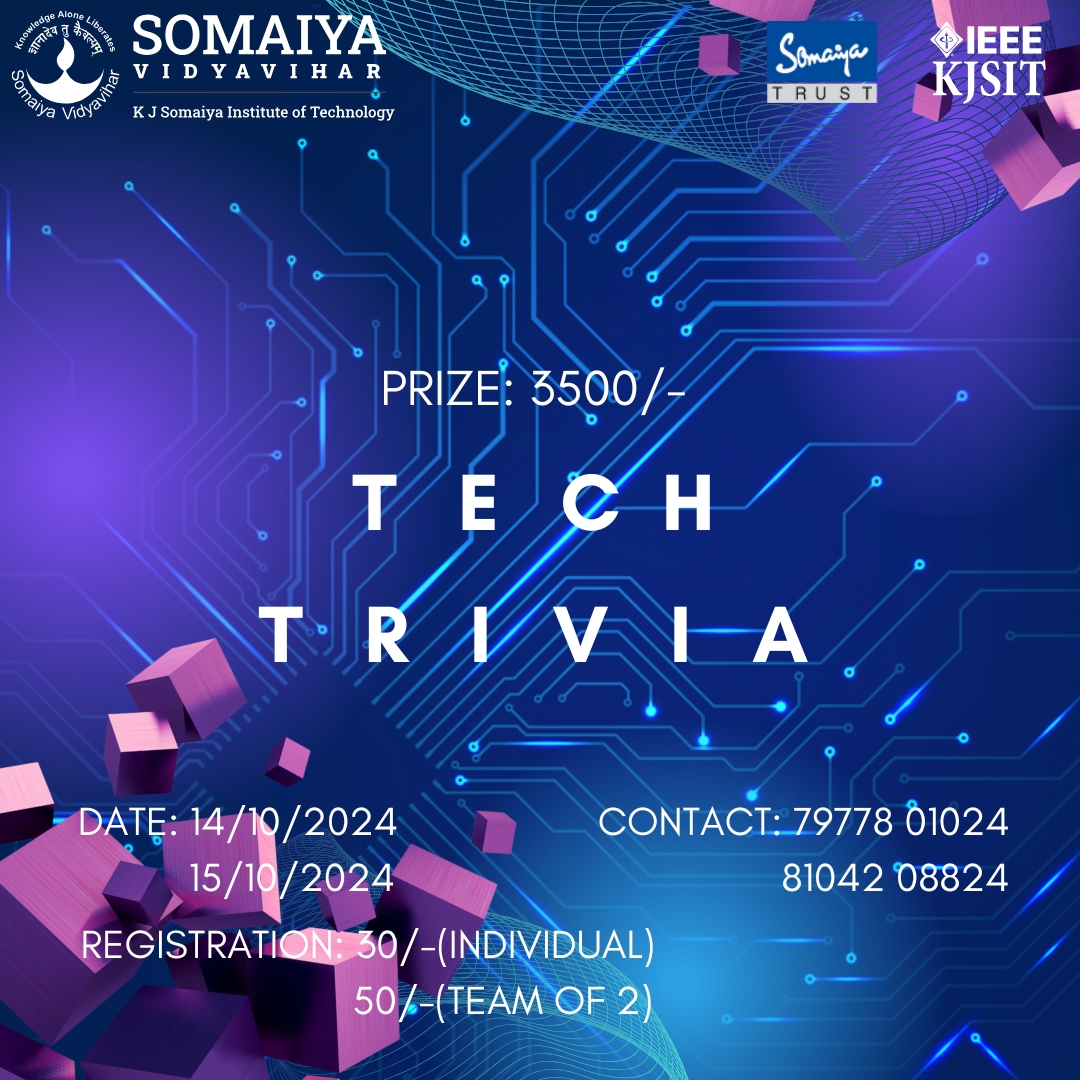 Knowledge Alone Liberates
ज्ञानादेव तु कैवल्यम्
Somaiya Vidyavihar
SOMAIYA
VIDYAVIHAR
K J Somaiya Institute of Technology
Somaiya
TRUST
IEEE
KJSIT
PRIZE: 3500/-
TECH
TRIVIA
DATE: 14/10/2024
15/10/2024
CONTACT: 79778 01024
81042 08824
REGISTRATION: 30/-(INDIVIDUAL)
50/-(TEAM OF 2)